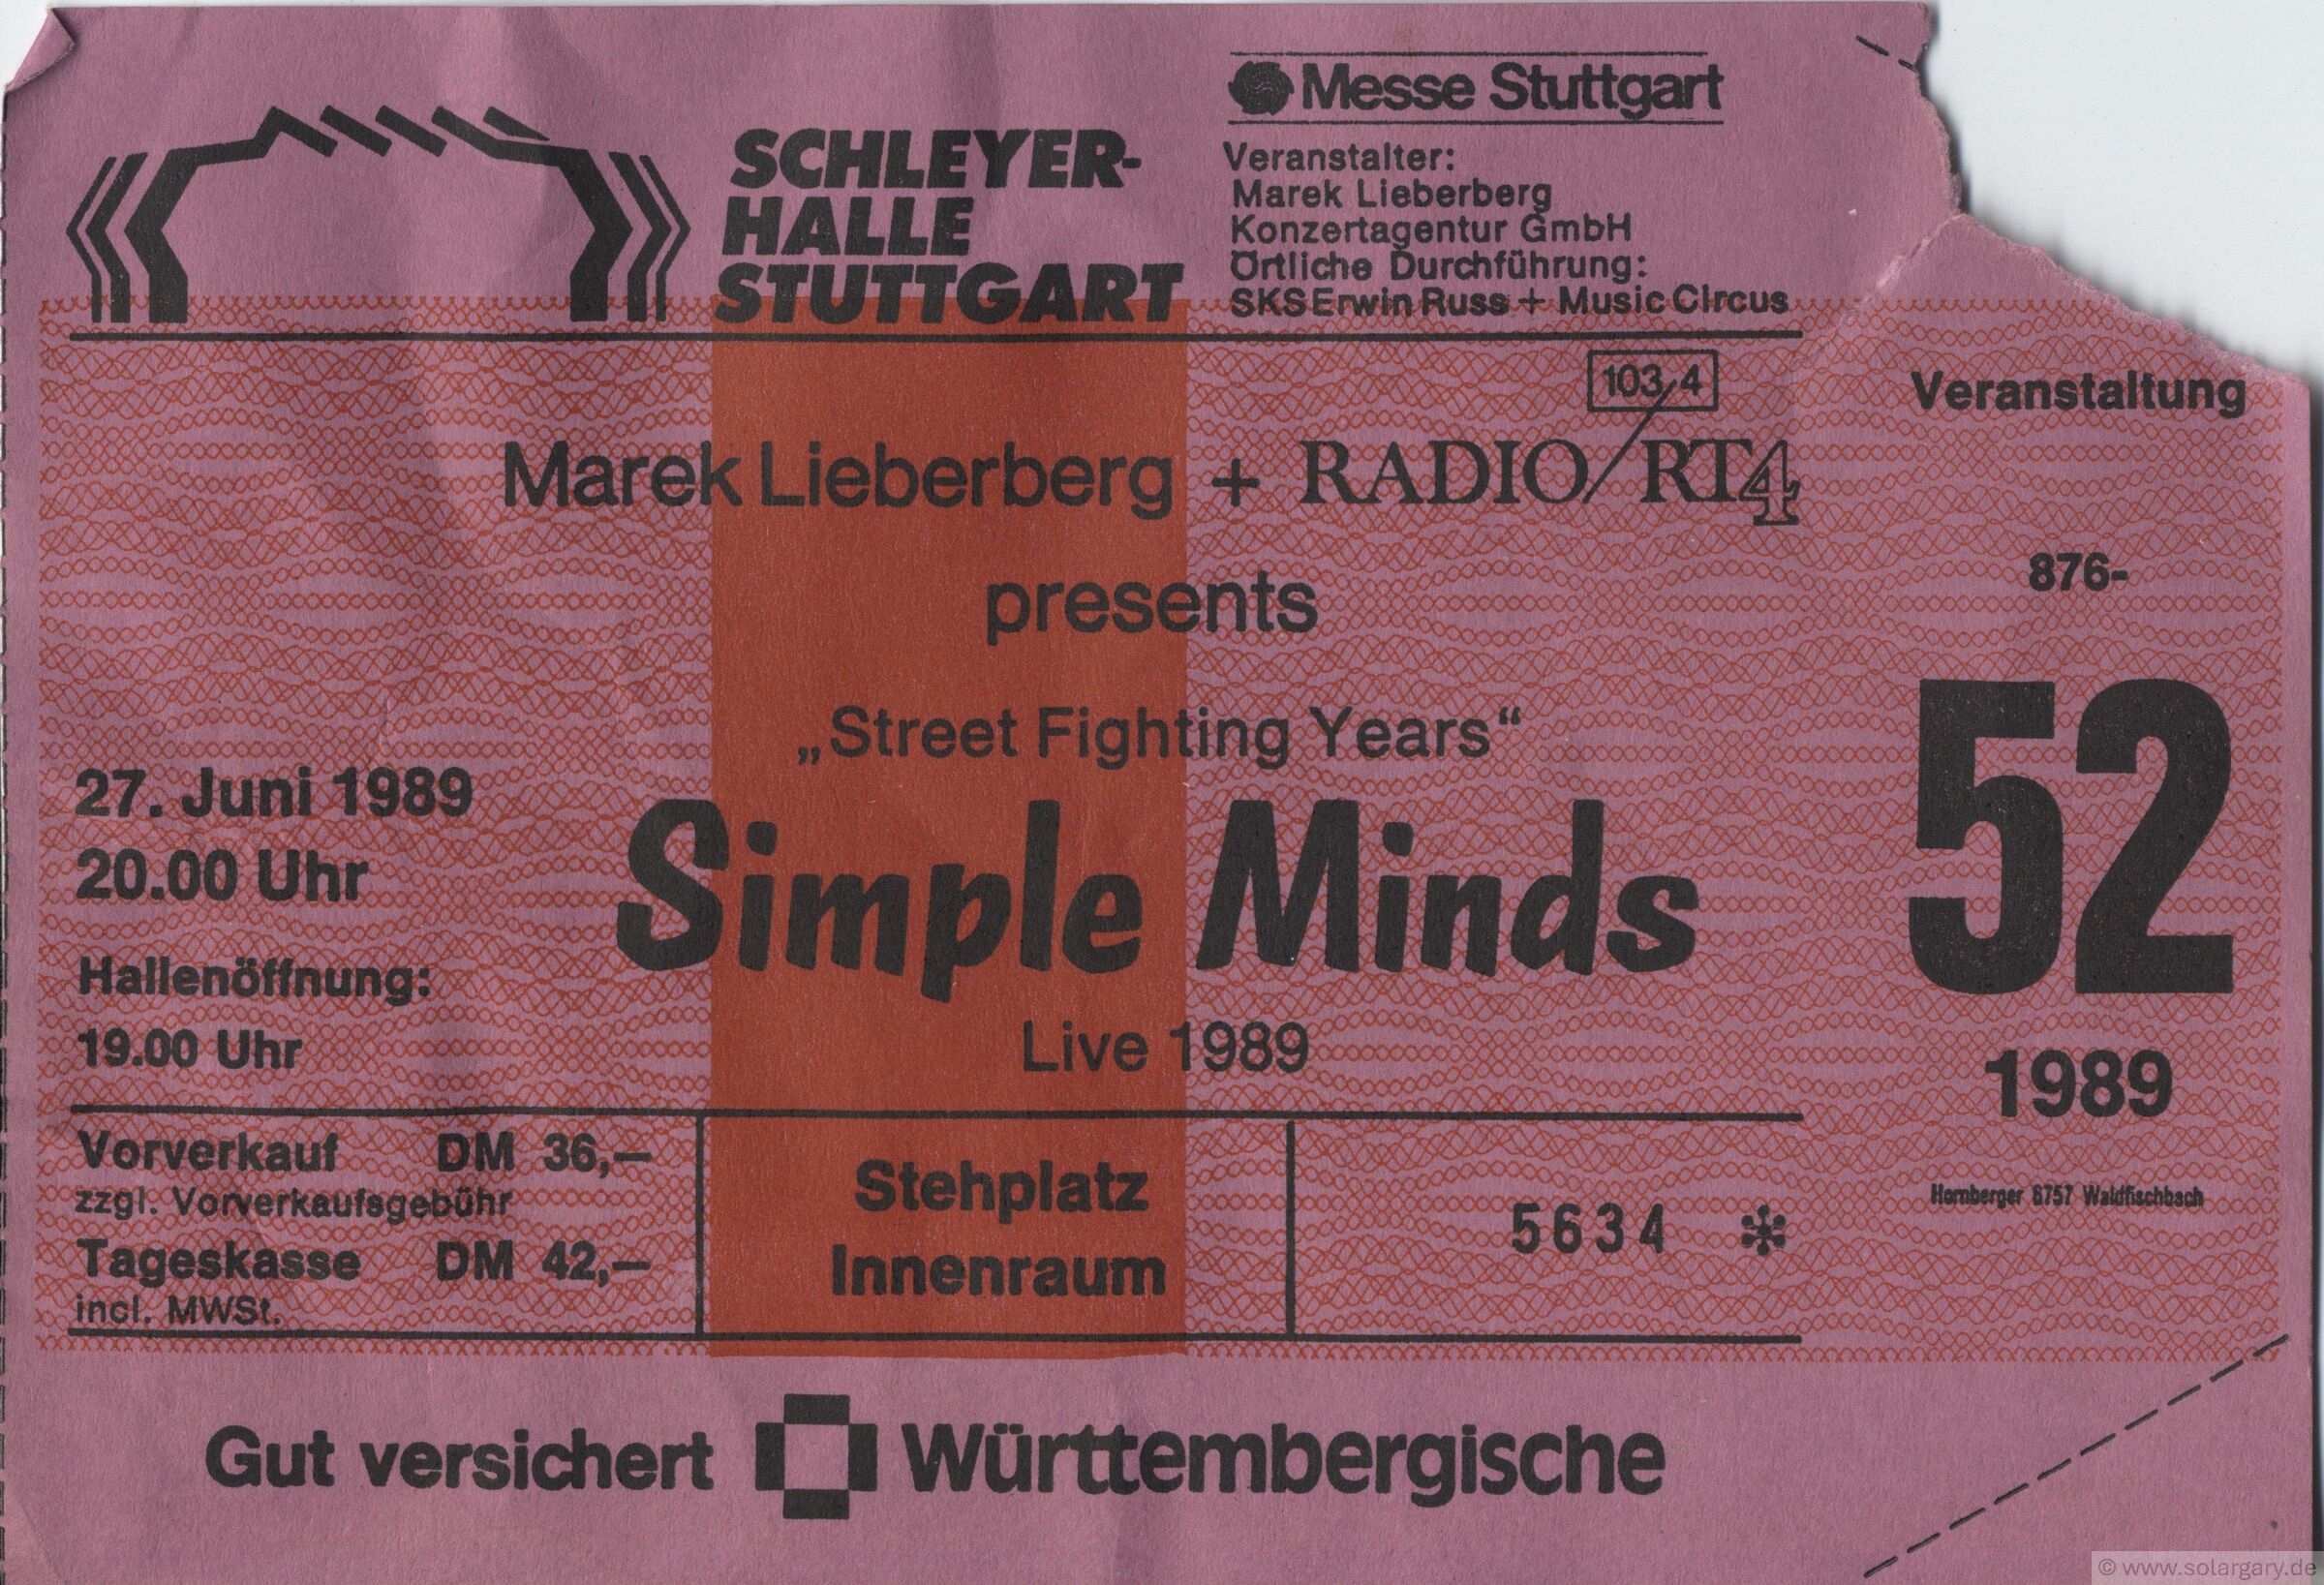 Messe Stuttgart
SCHLEYER-
HALLE
STUTTGART
Veranstalter:
Marek Lieberberg
Konzertagentur GmbH
Örtliche Durchführung:
SKS Erwin Russ + Music Circus
103,4
Marek Lieberberg + RADIO/RT4
presents
„Street Fighting Years“
Simple Minds
Live 1989
27. Juni 1989
20.00 Uhr
Hallenöffnung:
19.00 Uhr
Vorverkauf DM 36,—
zzgl. Vorverkaufsgebühr
Tageskasse DM 42,—
incl. MWSt.
Stehplatz
Innenraum
5634 *
Veranstaltung
876-
52
1989
Hornberger 6757 Waldfischbach
Gut versichert Württembergische
© www.solargary.de